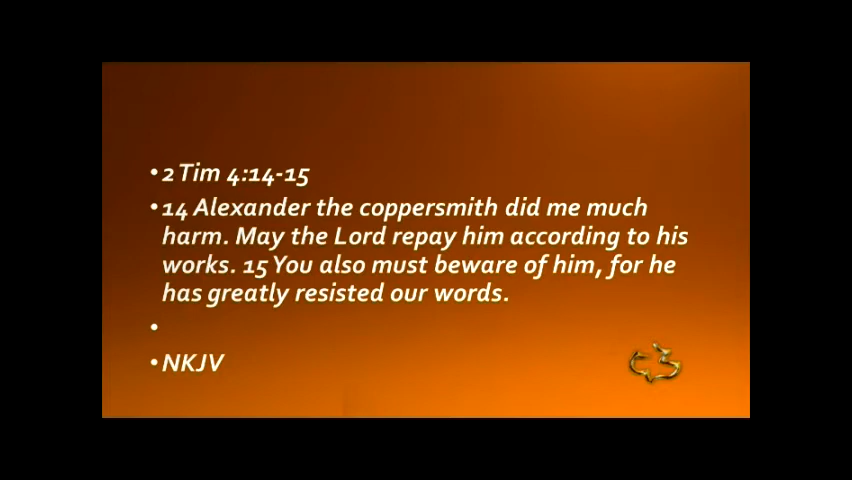 • 2 Tim 4:14-15
• 14 Alexander the coppersmith did me much
harm. May the Lord repay him according to his
works. 15 You also must beware of him, for he
has greatly resisted our words.
•
• NKJV